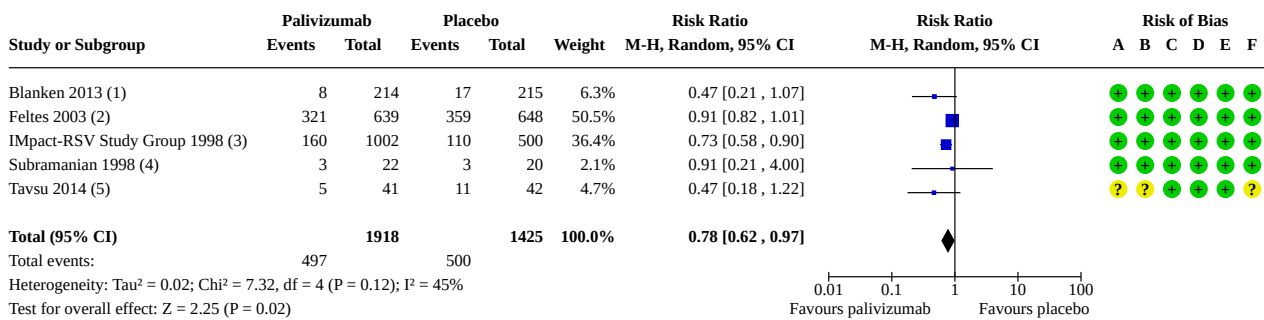 Palivizumab Placebo Risk Ratio Risk Ratio Risk of Bias
Study or Subgroup Events Total Events Total Weight M-H, Random, 95% CI M-H, Random, 95% CI A B C D E F
Blanken 2013 (1) 8 214 17 215 6.3% 0.47 [0.21 , 1.07] + + + + + +
Feltes 2003 (2) 321 639 359 648 50.5% 0.91 [0.82 , 1.01] + + + + + +
IMpact-RSV Study Group 1998 (3) 160 1002 110 500 36.4% 0.73 [0.58 , 0.90] + + + + + +
Subramanian 1998 (4) 3 22 3 20 2.1% 0.91 [0.21 , 4.00] + + + + + +
Tavsu 2014 (5) 5 41 11 42 4.7% 0.47 [0.18 , 1.22] ? ? + + + ?
Total (95% CI) 1918 1425 100.0% 0.78 [0.62 , 0.97]
Total events: 497 500
Heterogeneity: Tau² = 0.02; Chi² = 7.32, df = 4 (P = 0.12); I² = 45%
0.01 0.1 1 10 100
Test for overall effect: Z = 2.25 (P = 0.02) Favours palivizumab Favours placebo